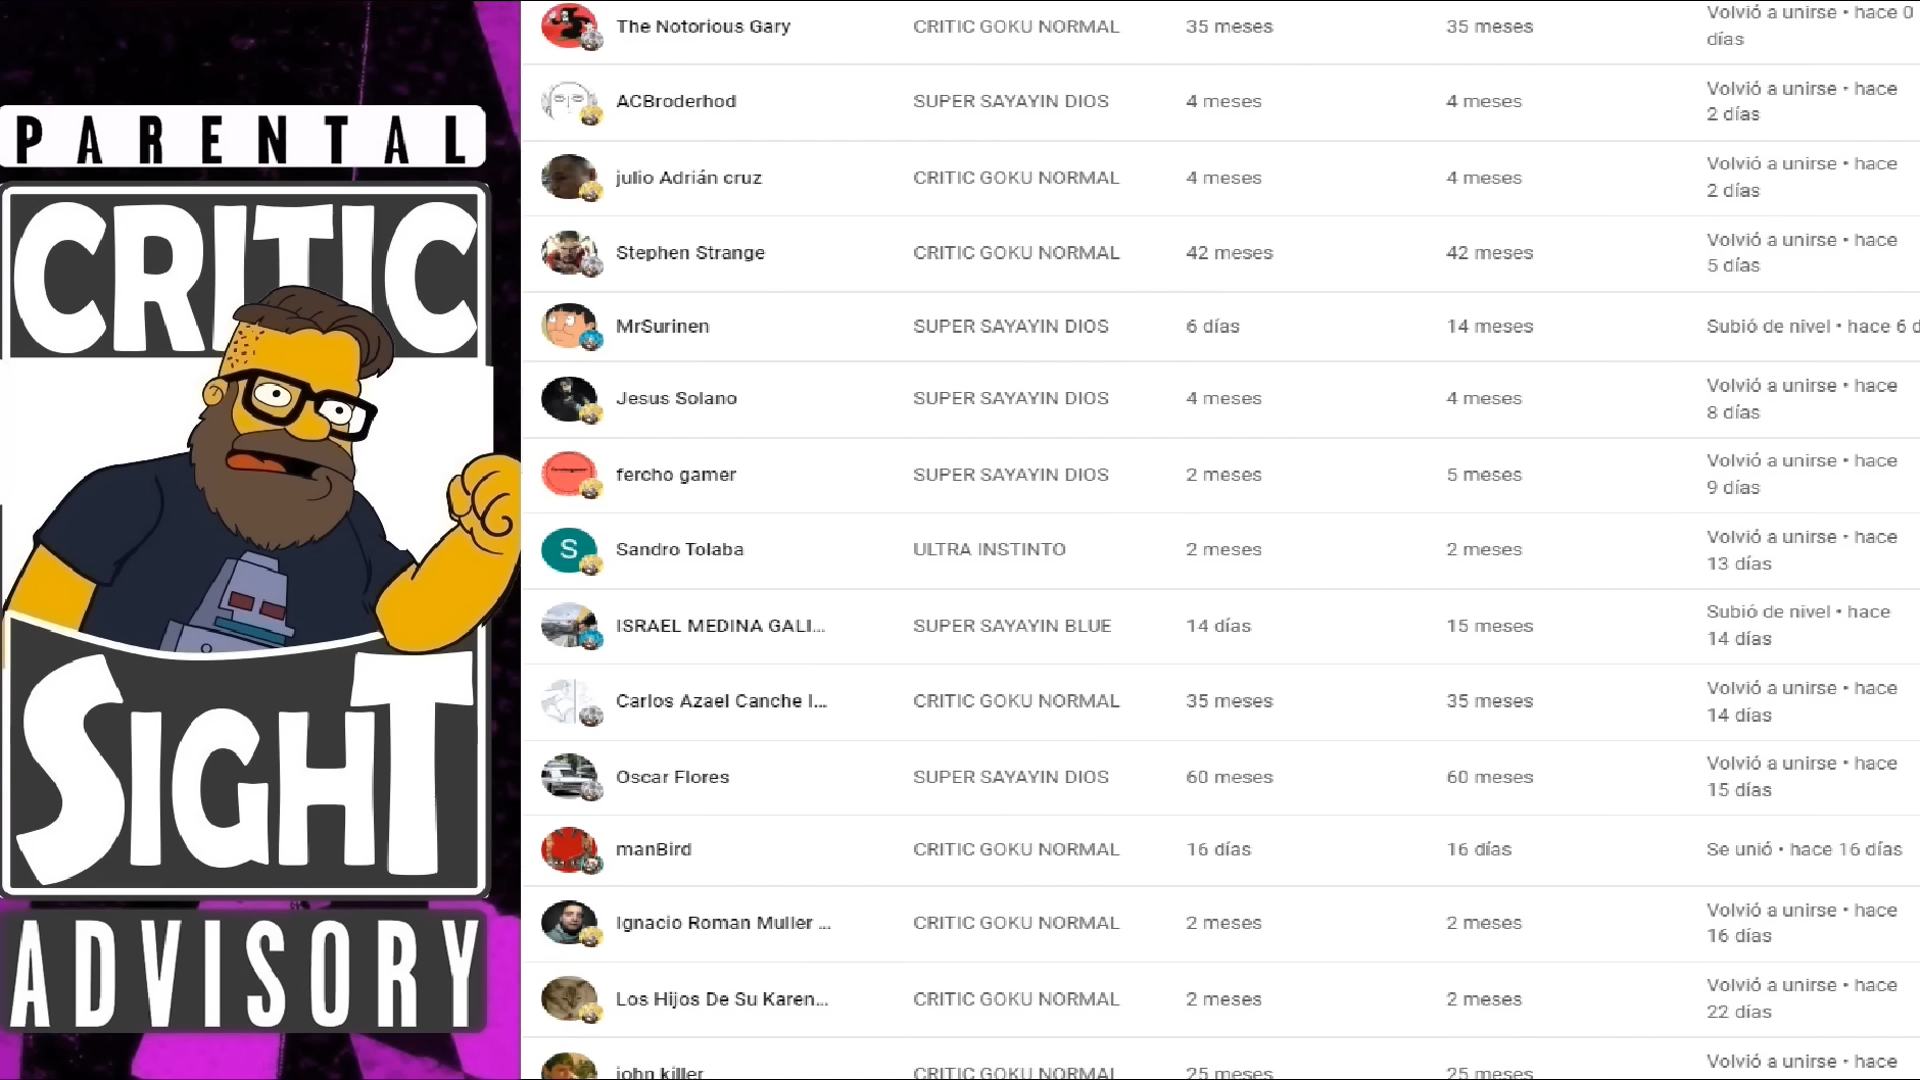 PARENTAL
CRITIC
SIGHT
ADVISORY
The Notorious Gary CRITIC GOKU NORMAL 35 meses 35 meses Volvió a unirse • hace 0
días
ACBroderhod SUPER SAYAYIN DIOS 4 meses 4 meses Volvió a unirse • hace
2 días
julio Adrián cruz CRITIC GOKU NORMAL 4 meses 4 meses Volvió a unirse • hace
2 días
Stephen Strange CRITIC GOKU NORMAL 42 meses 42 meses Volvió a unirse • hace
5 días
MrSurinen SUPER SAYAYIN DIOS 6 días 14 meses Subió de nivel • hace 6 d
Jesus Solano SUPER SAYAYIN DIOS 4 meses 4 meses Volvió a unirse • hace
8 días
fercho gamer SUPER SAYAYIN DIOS 2 meses 5 meses Volvió a unirse • hace
9 días
S Sandro Tolaba ULTRA INSTINTO 2 meses 2 meses Volvió a unirse • hace
13 días
ISRAEL MEDINA GALI... SUPER SAYAYIN BLUE 14 días 15 meses Subió de nivel • hace
14 días
Carlos Azael Canche I... CRITIC GOKU NORMAL 35 meses 35 meses Volvió a unirse • hace
14 días
Oscar Flores SUPER SAYAYIN DIOS 60 meses 60 meses Volvió a unirse • hace
15 días
manBird CRITIC GOKU NORMAL 16 días 16 días Se unió • hace 16 días
Ignacio Roman Muller ... CRITIC GOKU NORMAL 2 meses 2 meses Volvió a unirse • hace
16 días
Los Hijos De Su Karen... CRITIC GOKU NORMAL 2 meses 2 meses Volvió a unirse • hace
22 días
john killer CRITIC GOKU NORMAL 25 meses 25 meses Volvió a unirse • hace